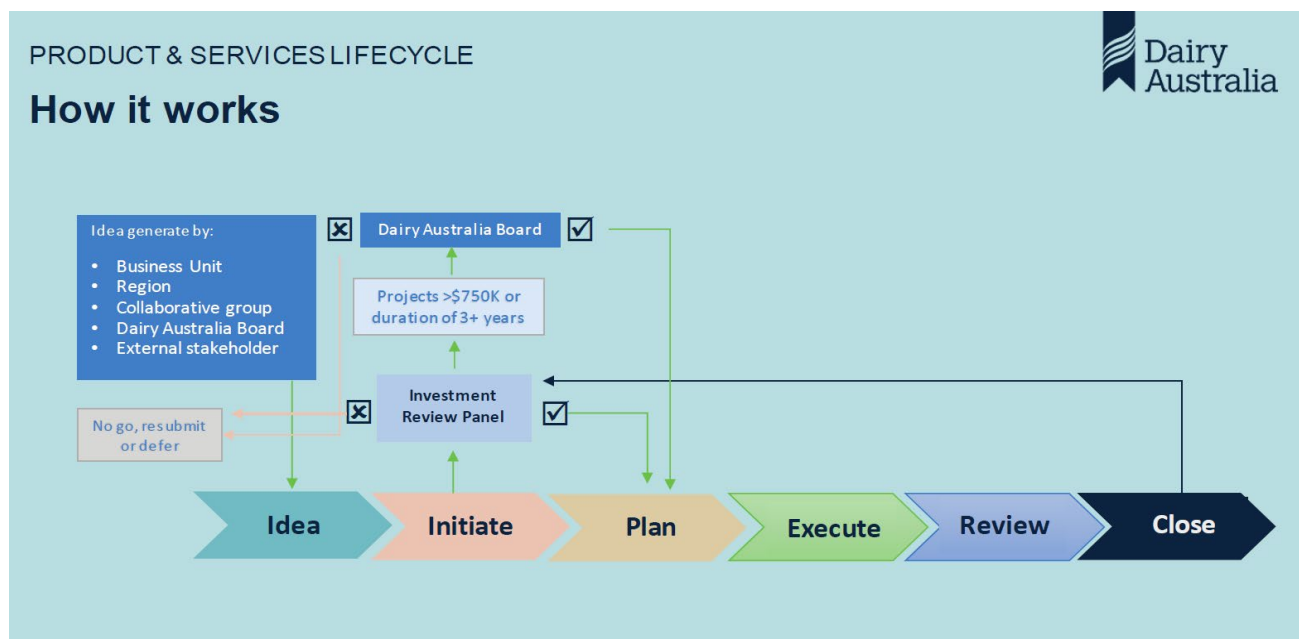 PRODUCT & SERVICES LIFECYCLE
How it works
Dairy
Australia
Idea generate by:
• Business Unit
• Region
• Collaborative group
• Dairy Australia Board
• External stakeholder
Dairy Australia Board
Projects >$750K or
duration of 3+ years
Investment
Review Panel
No go, resubmit
or defer
Idea
Initiate
Plan
Execute
Review
Close